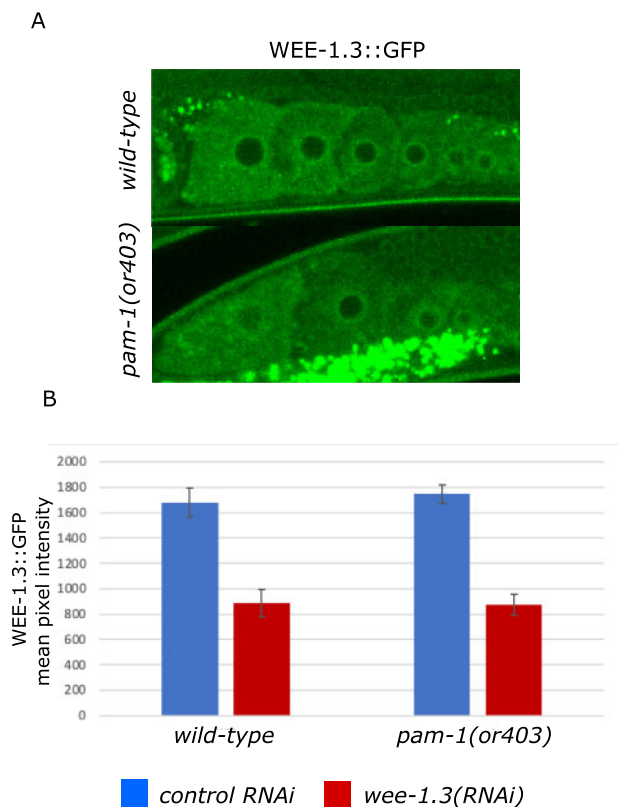 A
WEE-1.3::GFP
wild-type
pam-1(or403)
B
WEE-1.3::GFP
mean pixel intensity
2000
1800
1600
1400
1200
1000
800
600
400
200
0
wild-type
pam-1(or403)
control RNAi
wee-1.3(RNAi)